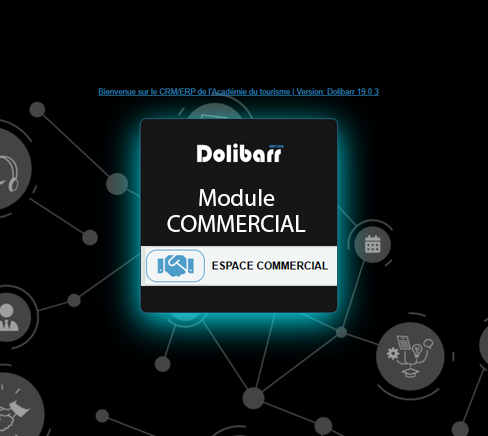 Bienvenue sur le CRM/ERP de l'Académie du tourisme | Version: Dolibarr 19.0.3
Dolibarr
Module
COMMERCIAL
ESPACE COMMERCIAL